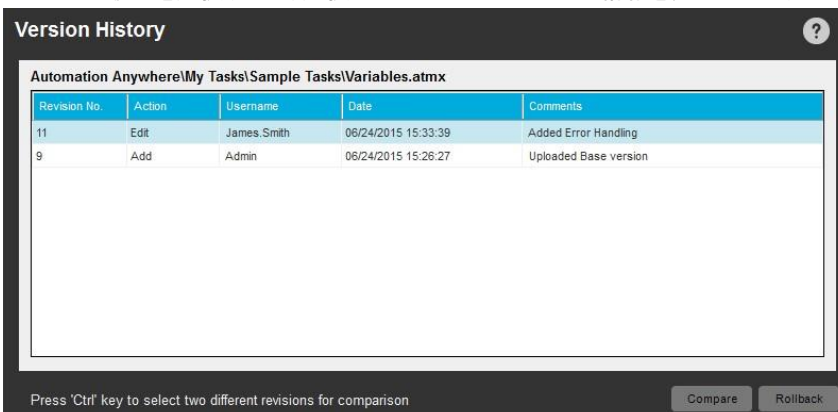 Version History
?
Automation Anywhere\My Tasks\Sample Tasks\Variables.atmx
Revision No. Action Username Date Comments
11 Edit James.Smith 06/24/2015 15:33:39 Added Error Handling
9 Add Admin 06/24/2015 15:26:27 Uploaded Base version
Press 'Ctrl' key to select two different revisions for comparison Compare Rollback